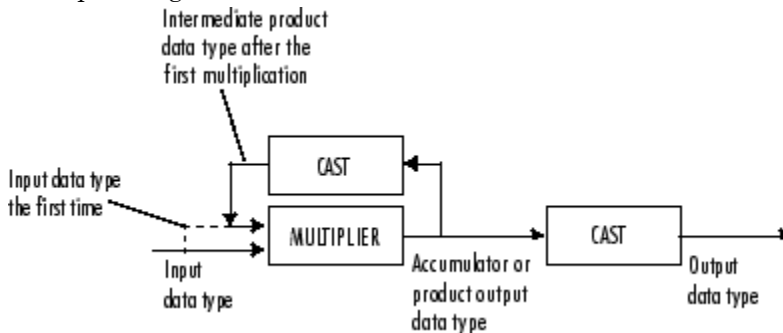 Intermediate product
data type after the
first multiplication
CAST
Input data type
the first time
MULTIPLIER
CAST
Input
data type
Accumulator or
product output
data type
Output
data type